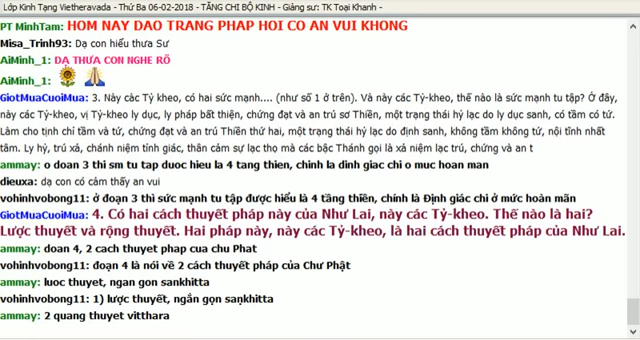 Lớp Kinh Tạng Vietheravada - Thứ Ba 06-02-2018 - TĂNG CHI BỘ KINH - Giảng sư: TK Toại Khanh -
PT MinhTam: HOM NAY DAO TRANG PHAP HOI CO AN VUI KHONG
Misa_Trinh93: Dạ con hiểu thưa Sư
AiMinh_1: DẠ THƯA CON NGHE RÕ
AiMinh_1:
GiotMuaCuoiMua: 3. Này các Tỷ kheo, có hai sức mạnh.... (như số 1 ở trên). Và này các Tỷ-kheo, thế nào là sức mạnh tu tập? Ở đây,
này các Tỷ-kheo, vị Tỷ-kheo ly dục, ly pháp bất thiện, chứng đạt và an trú sơ Thiền, một trạng thái hỷ lạc do ly dục sanh, có tầm có tứ.
Làm cho tịnh chỉ tầm và tứ, chứng đạt và an trú Thiền thứ hai, một trạng thái hỷ lạc do định sanh, không tầm không tứ, nội tĩnh nhất
tâm. Ly hỷ, trú xả, chánh niệm tỉnh giác, thân cảm sự lạc thọ mà các bậc Thánh gọi là xả niệm lạc trú, chứng và an t
ammay: o doan 3 thi sm tu tap duoc hieu la 4 tang thien, chinh la dinh giac chi o muc hoan man
dieuxa: dạ con có cảm thấy an vui
vohinhvobong11: ở đoạn 3 thì sức mạnh tu tập được hiểu là 4 tầng thiền, chính là Định giác chi ở mức hoàn mãn
GiotMuaCuoiMua: 4. Có hai cách thuyết pháp này của Như Lai, này các Tỷ-kheo. Thế nào là hai?
Lược thuyết và rộng thuyết. Hai pháp này, này các Tỷ-kheo, là hai cách thuyết pháp của Như Lai.
ammay: doan 4, 2 cach thuyet phap cua chu Phat
vohinhvobong11: đoạn 4 là nói về 2 cách thuyết pháp của Chư Phật
ammay: luoc thuyet, ngan gon sankhitta
vohinhvobong11: 1) lược thuyết, ngắn gọn saṇkhitta
ammay: 2 quang thuyet vitthara